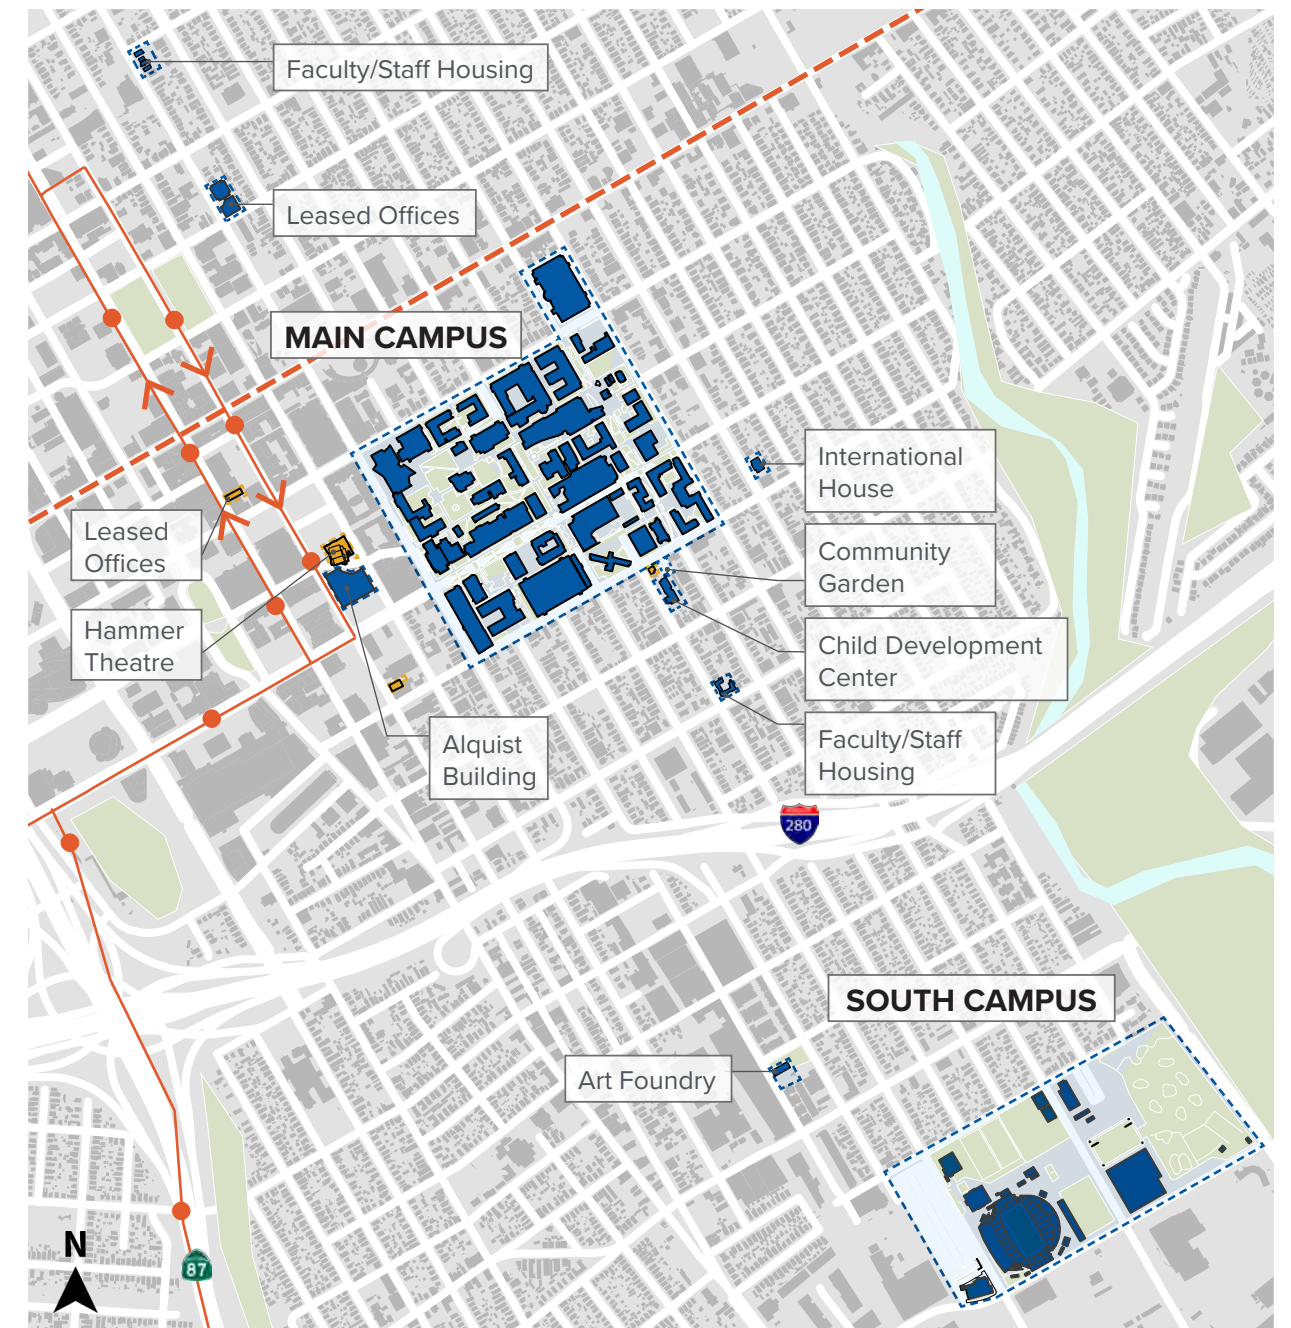 Faculty/Staff Housing
Leased Offices
MAIN CAMPUS
International
House
Leased
Offices
Community
Garden
Hammer
Theatre
Child Development
Center
Alquist
Building
Faculty/Staff
Housing
280
SOUTH CAMPUS
Art Foundry
N
87